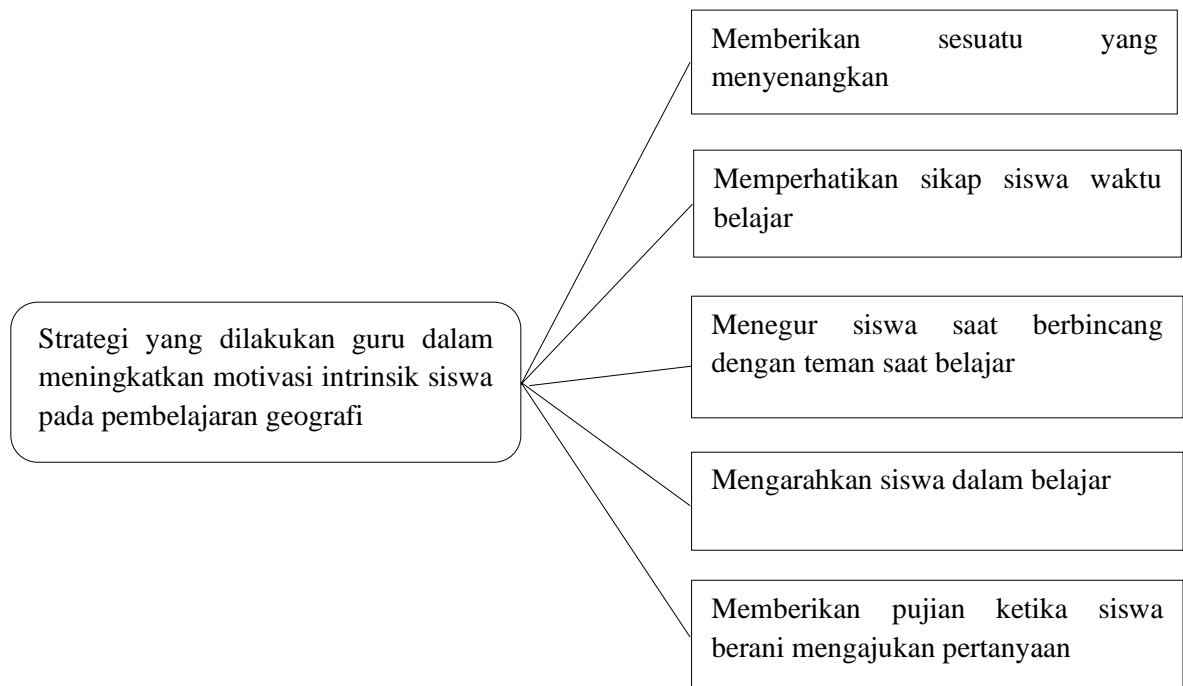 Memberikan sesuatu yang
menyenangkan
Memperhatikan sikap siswa waktu
belajar
Strategi yang dilakukan guru dalam
meningkatkan motivasi intrinsik siswa
pada pembelajaran geografi
Menegur siswa saat berbincang
dengan teman saat belajar
Mengarahkan siswa dalam belajar
Memberikan pujian ketika siswa
berani mengajukan pertanyaan